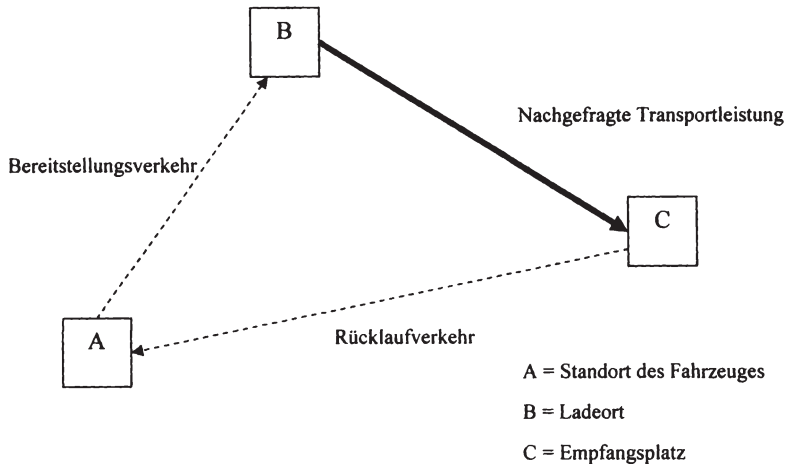 B
Nachgefragte Transportleistung
Bereitstellungsverkehr
C
A
Rücklaufverkehr
A = Standort des Fahrzeuges
B = Ladeort
C = Empfangsplatz